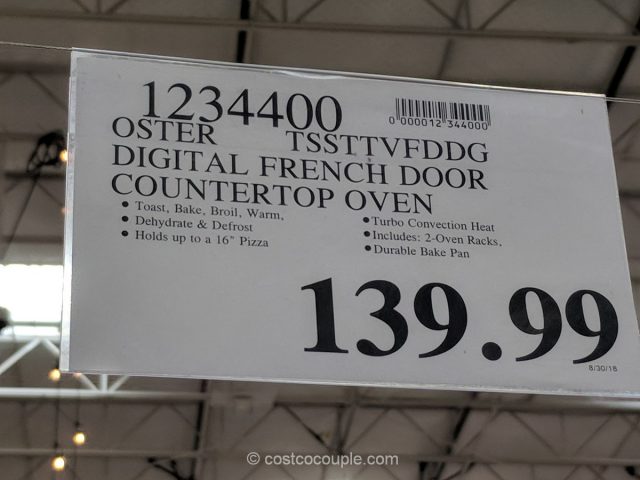 1234400
0 000012 344000
OSTER TSSTTVFDDG
DIGITAL FRENCH DOOR
COUNTERTOP OVEN
• Toast, Bake, Broil, Warm,
• Dehydrate & Defrost
• Holds up to a 16" Pizza
• Turbo Convection Heat
• Includes: 2-Oven Racks,
• Durable Bake Pan
139.99
8/30/18
© costcocouple.com